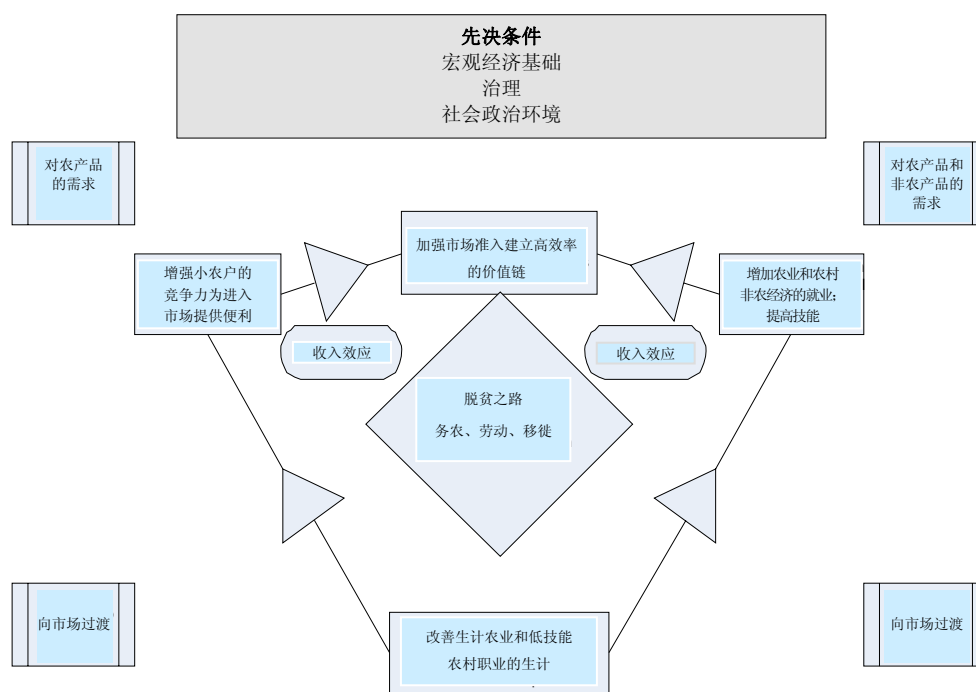 先决条件
宏观经济基础
治理
社会政治环境
对农产品
的需求
对农产品和
非农产品的
需求
加强市场准入建立高效率
的价值链
增强小农户的
竞争力为进入
市场提供便利
增加农业和农村
非农经济的就业;
提高技能
收入效应
收入效应
脱贫之路
务农、劳动、移徙
向市场过渡
向市场过渡
改善生计农业和低技能
农村职业的生计